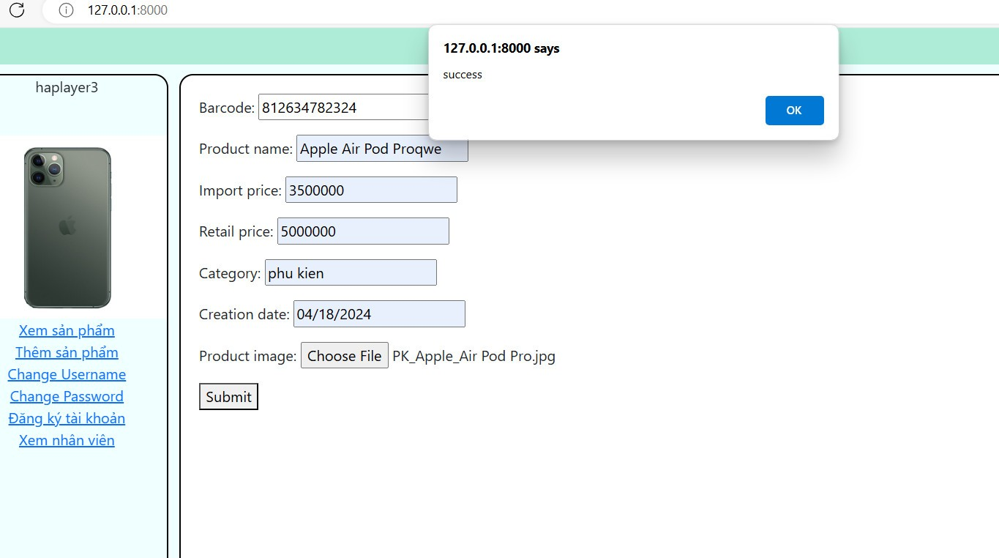 127.0.0.1:8000
127.0.0.1:8000 says
success
OK
haplayer3
Xem sản phẩm
Thêm sản phẩm
Change Username
Change Password
Đăng ký tài khoản
Xem nhân viên
Barcode: 812634782324
Product name: Apple Air Pod Proqwe
Import price: 3500000
Retail price: 5000000
Category: phu kien
Creation date: 04/18/2024
Product image: Choose File PK_Apple_Air Pod Pro.jpg
Submit